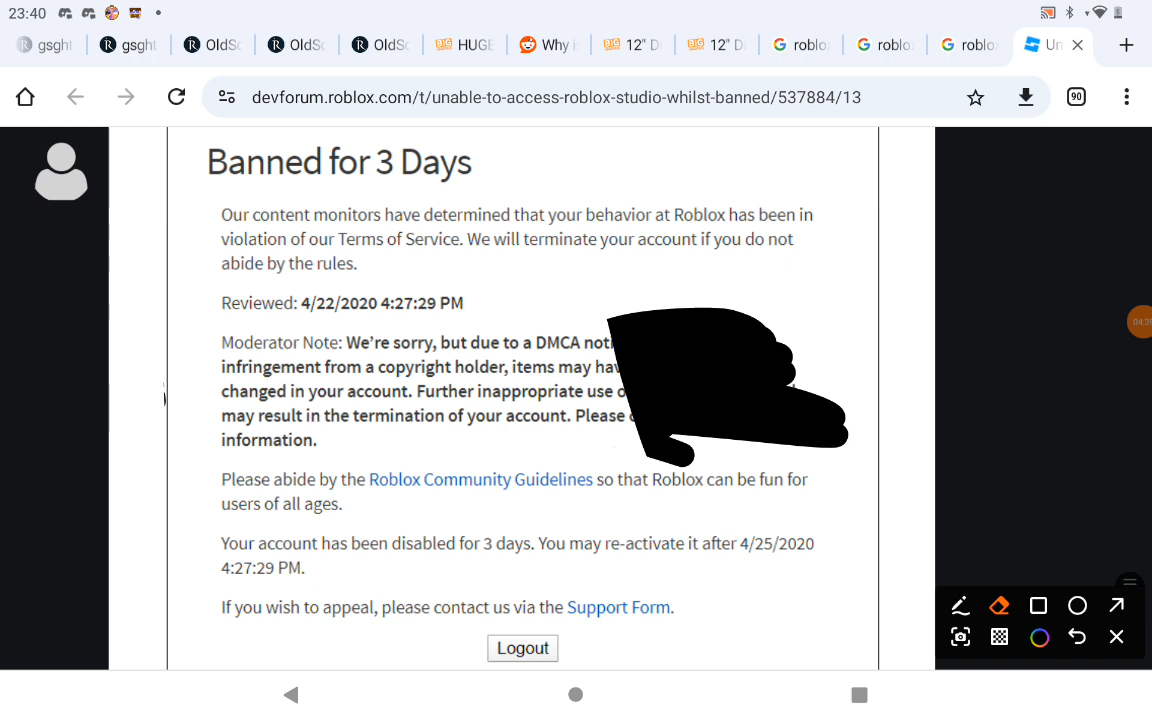 23:40
gsght
gsght
OldSc
OldSc
OldSc
HUGE
Why i
12" D
12" D
roblo
roblo
roblo
Un
devforum.roblox.com/t/unable-to-access-roblox-studio-whilst-banned/537884/13
90
Banned for 3 Days
Our content monitors have determined that your behavior at Roblox has been in
violation of our Terms of Service. We will terminate your account if you do not
abide by the rules.
Reviewed: 4/22/2020 4:27:29 PM
Moderator Note: We're sorry, but due to a DMCA
infringement from a copyright holder, items may
changed in your account. Further inappropriate use
may result in the termination of your account. Please
information.
Please abide by the Roblox Community Guidelines so that Roblox can be fun for
users of all ages.
Your account has been disabled for 3 days. You may re-activate it after 4/25/2020
4:27:29 PM.
If you wish to appeal, please contact us via the Support Form.
Logout